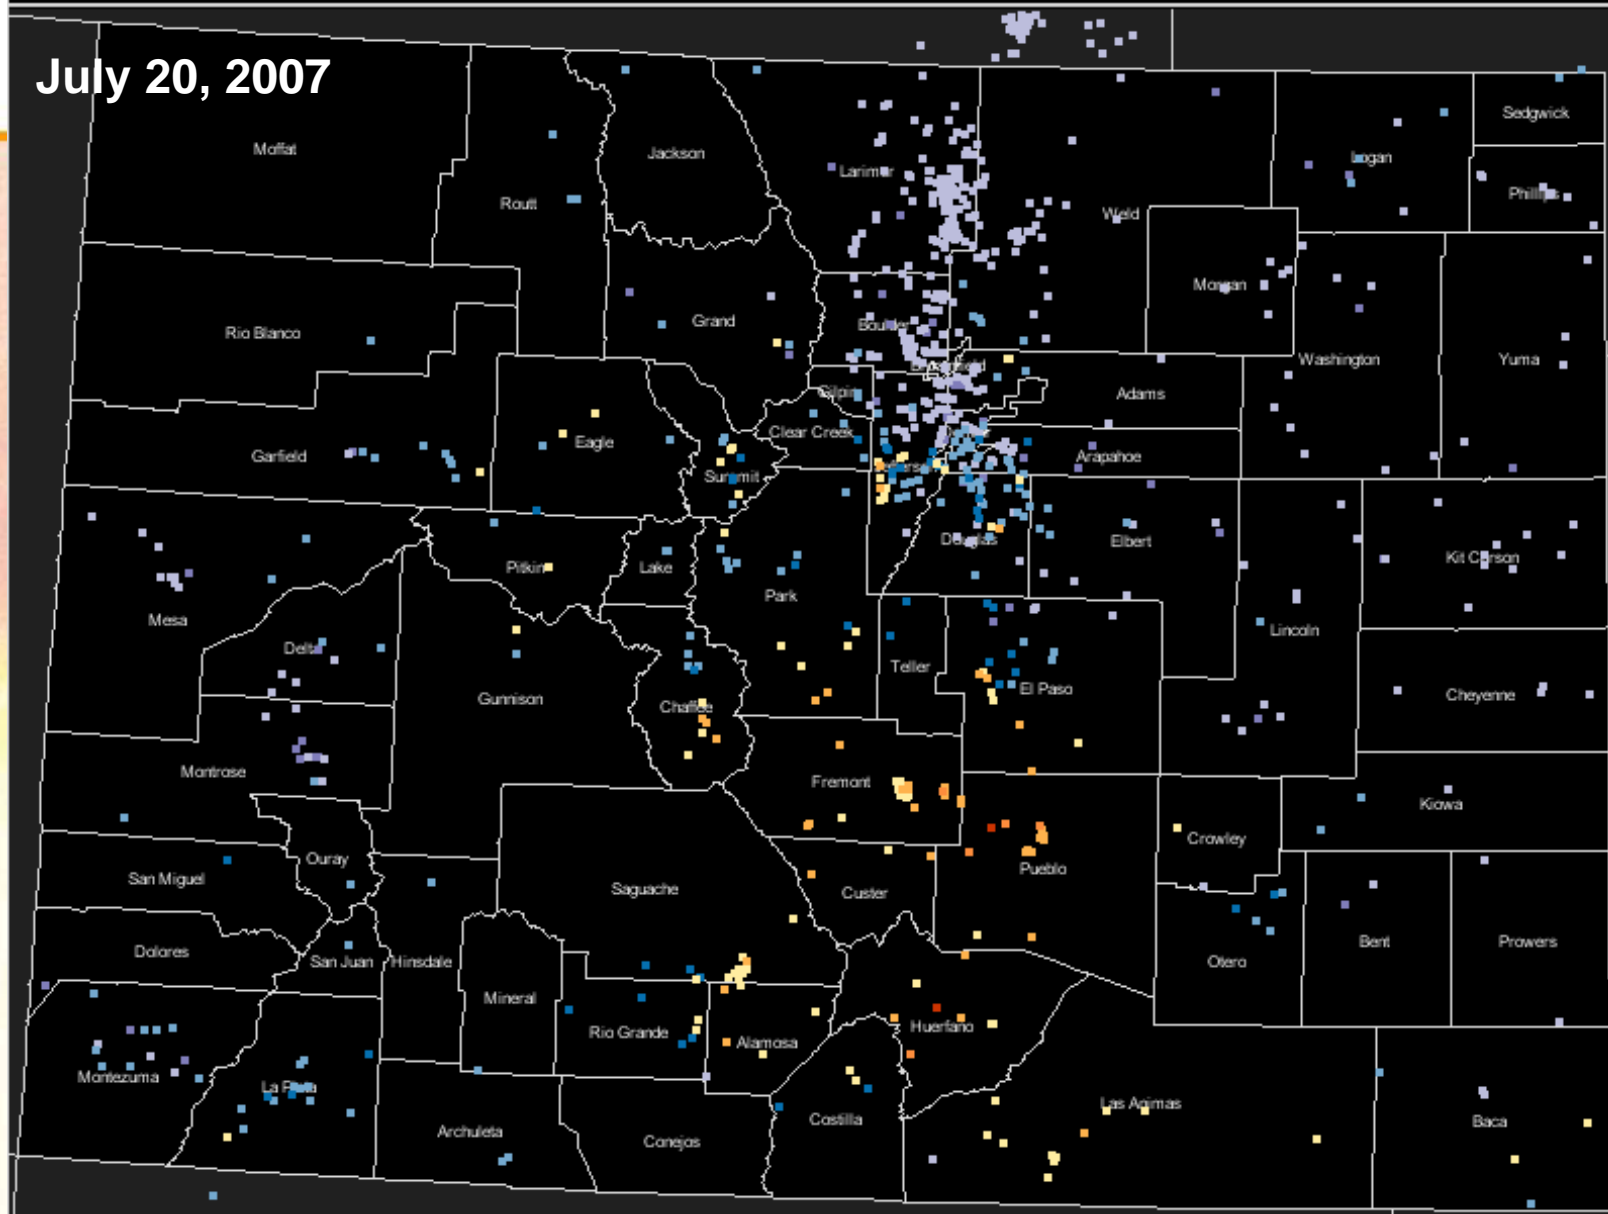 July 20, 2007
Sedgwick
Moffat
Jackson
Logan
Larimer
Phillips
Routt
Weld
Morgan
Grand
Boulder
Rio Blanco
Washington
Yuma
Broomfield
Gilpin
Adams
Clear Creek
Eagle
Garfield
Arapahoe
Summit
Douglas
Elbert
Kit Carson
Pitkin
Lake
Park
Mesa
Lincoln
Delta
Teller
El Paso
Cheyenne
Gunnison
Chaffee
Montrose
Fremont
Kiowa
Crowley
Ouray
Pueblo
San Miguel
Saguache
Custer
Bent
Prowers
Dolores
San Juan
Hinsdale
Otero
Mineral
Rio Grande
Huerfano
Alamosa
Montezuma
La Plata
Las Animas
Costilla
Baca
Archuleta
Conejos